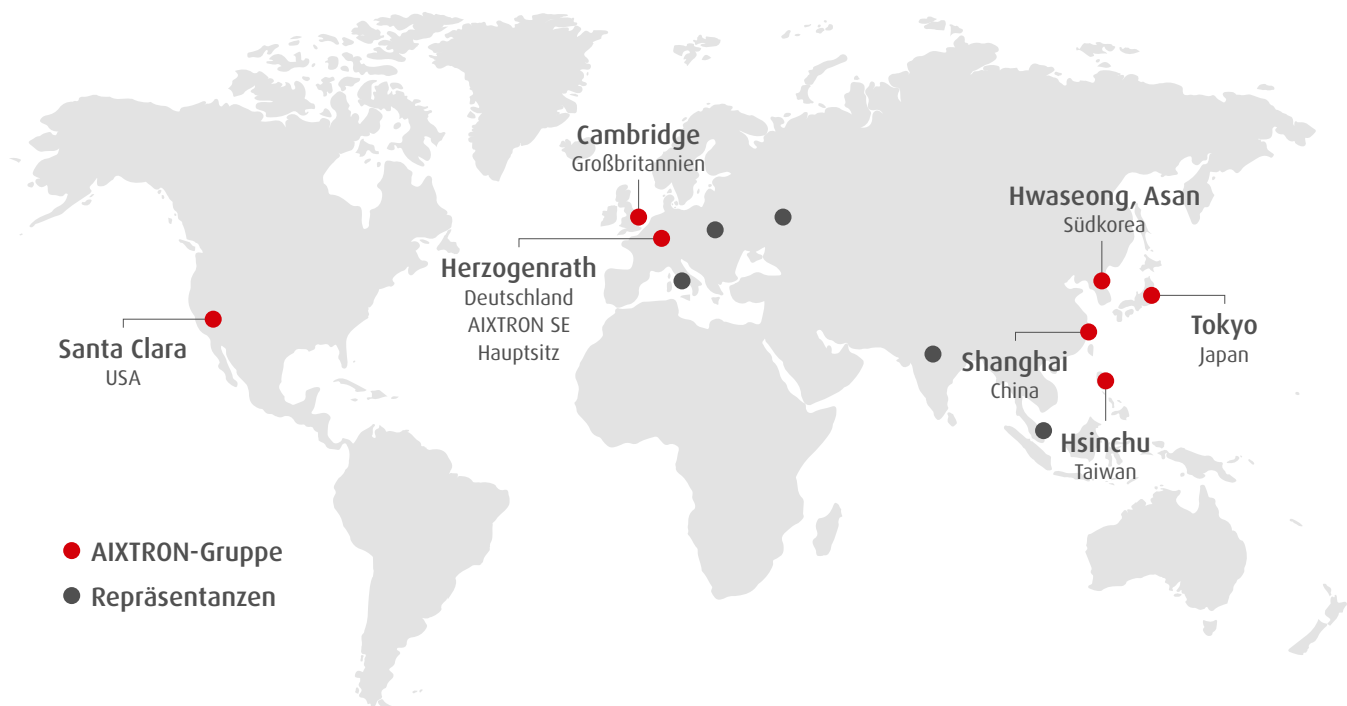 Cambridge
Großbritannien
Hwaseong, Asan
Südkorea
Herzogenrath
Deutschland
AIXTRON SE
Hauptsitz
Santa Clara
USA
Tokyo
Japan
Shanghai
China
Hsinchu
Taiwan
AIXTRON-Gruppe
Repräsentanzen